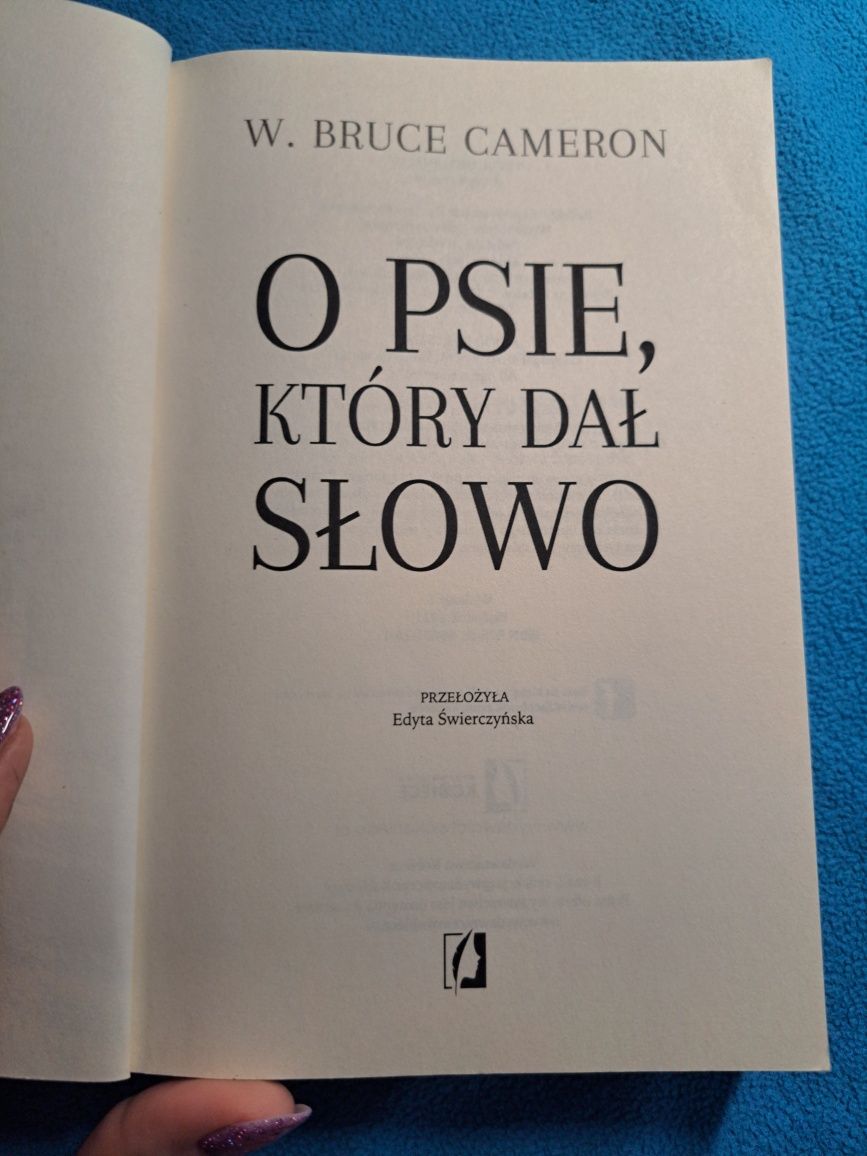 W. BRUCE CAMERON
O PSIE,
KTÓRY DAŁ
SŁOWO
PRZEŁOŻYŁA
Edyta Świerczyńska